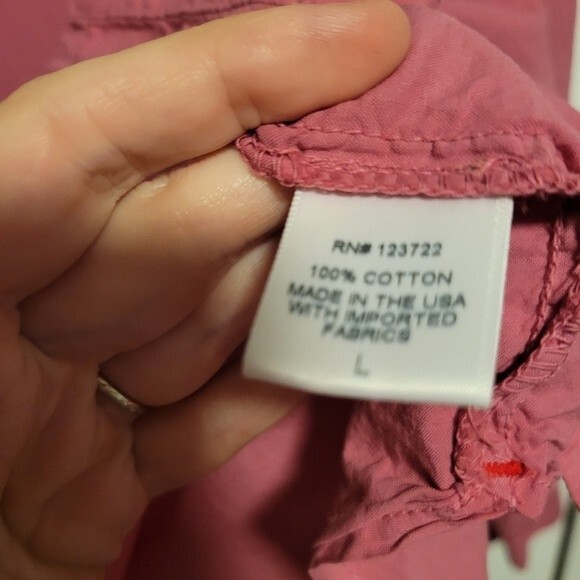 RN# 123722
100% COTTON
MADE IN THE USA
WITH IMPORTED
FABRICS
L